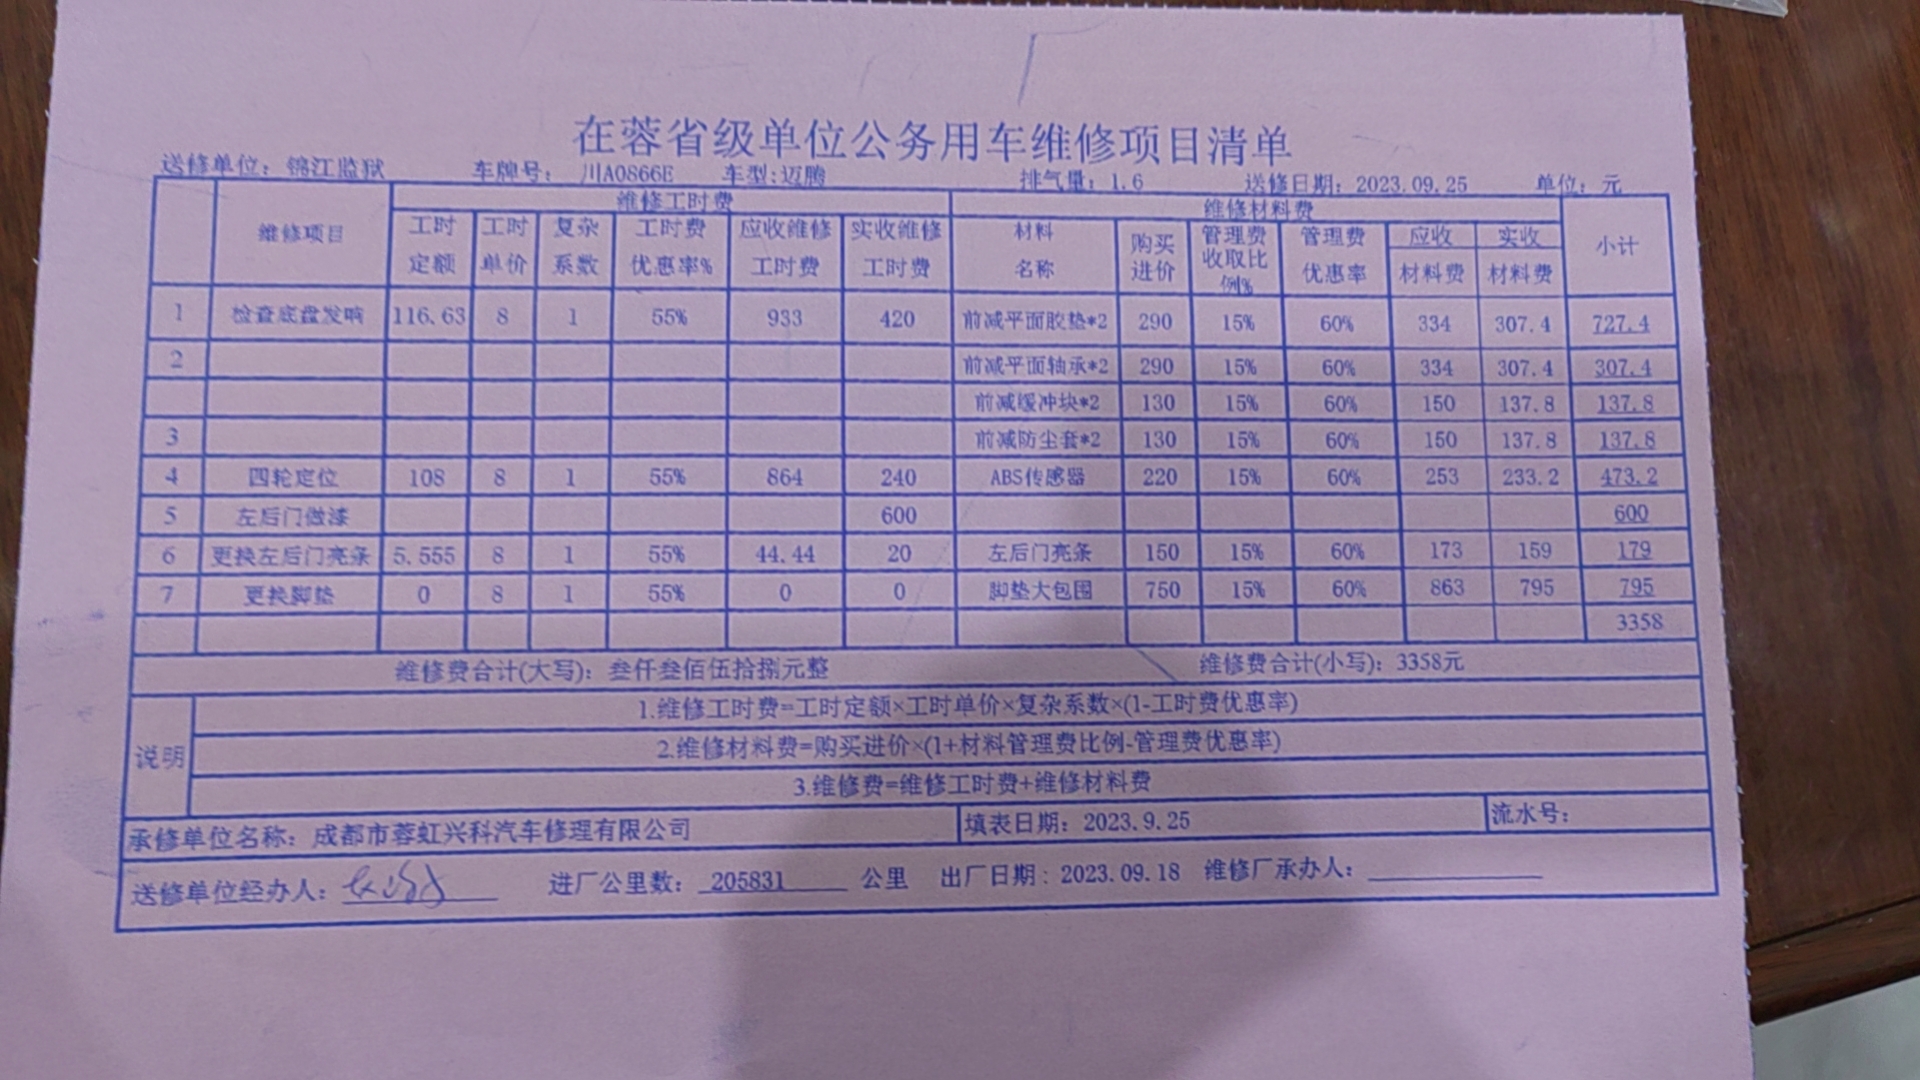 在蓉省级单位公务用车维修项目清单
送修单位：锦江监狱 车牌号： 川A0866E 车型:迈腾 排气量：1.6 送修日期：2023.09.25 单位：元
维修项目 维修工时费 维修材料费 小计
工时定额 工时单价 复杂系数 工时费优惠率% 应收维修工时费 实收维修工时费 材料名称 购买进价 管理费收取比例% 管理费优惠率 应收材料费 实收材料费
1 检查底盘发响 116.63 8 1 55% 933 420 前减平面胶垫*2 290 15% 60% 334 307.4 727.4
2 前减平面轴承*2 290 15% 60% 334 307.4 307.4
前减缓冲块*2 130 15% 60% 150 137.8 137.8
3 前减防尘套*2 130 15% 60% 150 137.8 137.8
4 四轮定位 108 8 1 55% 864 240 ABS传感器 220 15% 60% 253 233.2 473.2
5 左后门做漆 600 600
6 更换左后门亮条 5.555 8 1 55% 44.44 20 左后门亮条 150 15% 60% 173 159 179
7 更换脚垫 0 8 1 55% 0 0 脚垫大包围 750 15% 60% 863 795 795
3358
维修费合计(大写)：叁仟叁佰伍拾捌元整 维修费合计(小写)：3358元
说明
1.维修工时费=工时定额×工时单价×复杂系数×(1-工时费优惠率)
2.维修材料费=购买进价×(1+材料管理费比例-管理费优惠率)
3.维修费=维修工时费+维修材料费
承修单位名称：成都市蓉虹兴科汽车修理有限公司 填表日期：2023.9.25 流水号：
送修单位经办人： 进厂公里数： 205831 公里 出厂日期：2023.09.18 维修厂承办人：